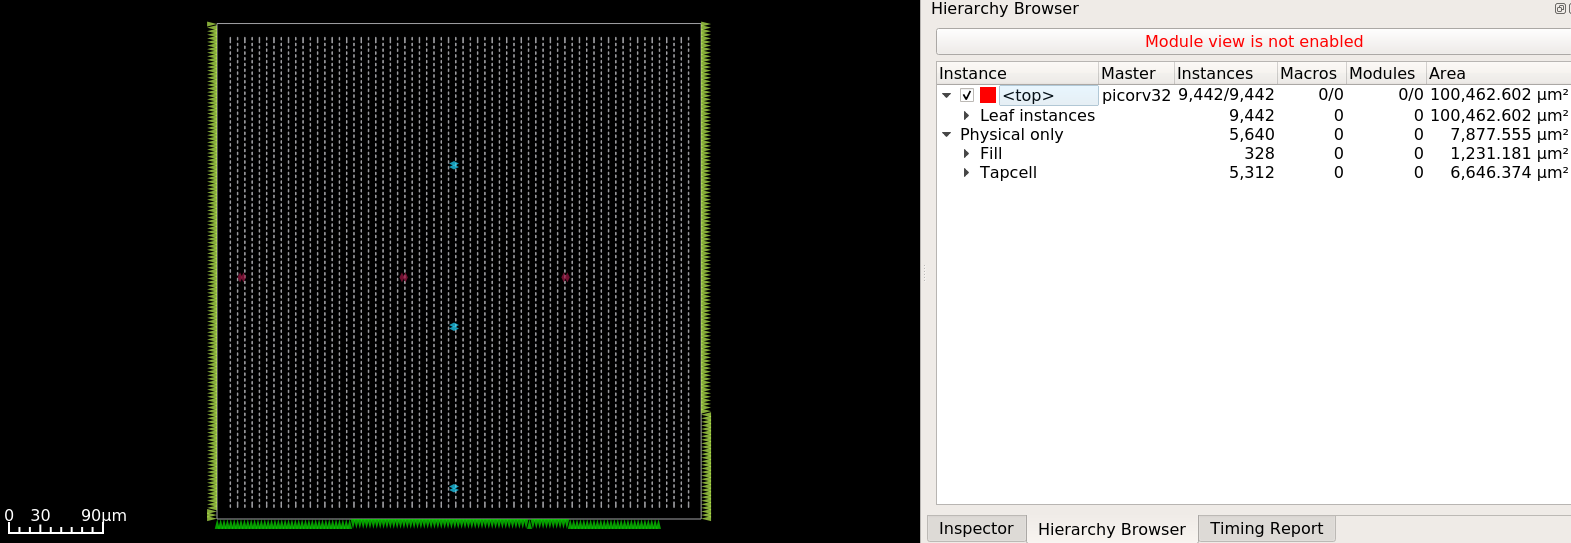 Hierarchy Browser
Module view is not enabled
Instance Master Instances Macros Modules Area
<top> picorv32 9,442/9,442 0/0 0/0 100,462.602 µm²
Leaf instances 9,442 0 0 100,462.602 µm²
Physical only 5,640 0 0 7,877.555 µm²
Fill 328 0 0 1,231.181 µm²
Tapcell 5,312 0 0 6,646.374 µm²
0 30 90µm
Inspector Hierarchy Browser Timing Report